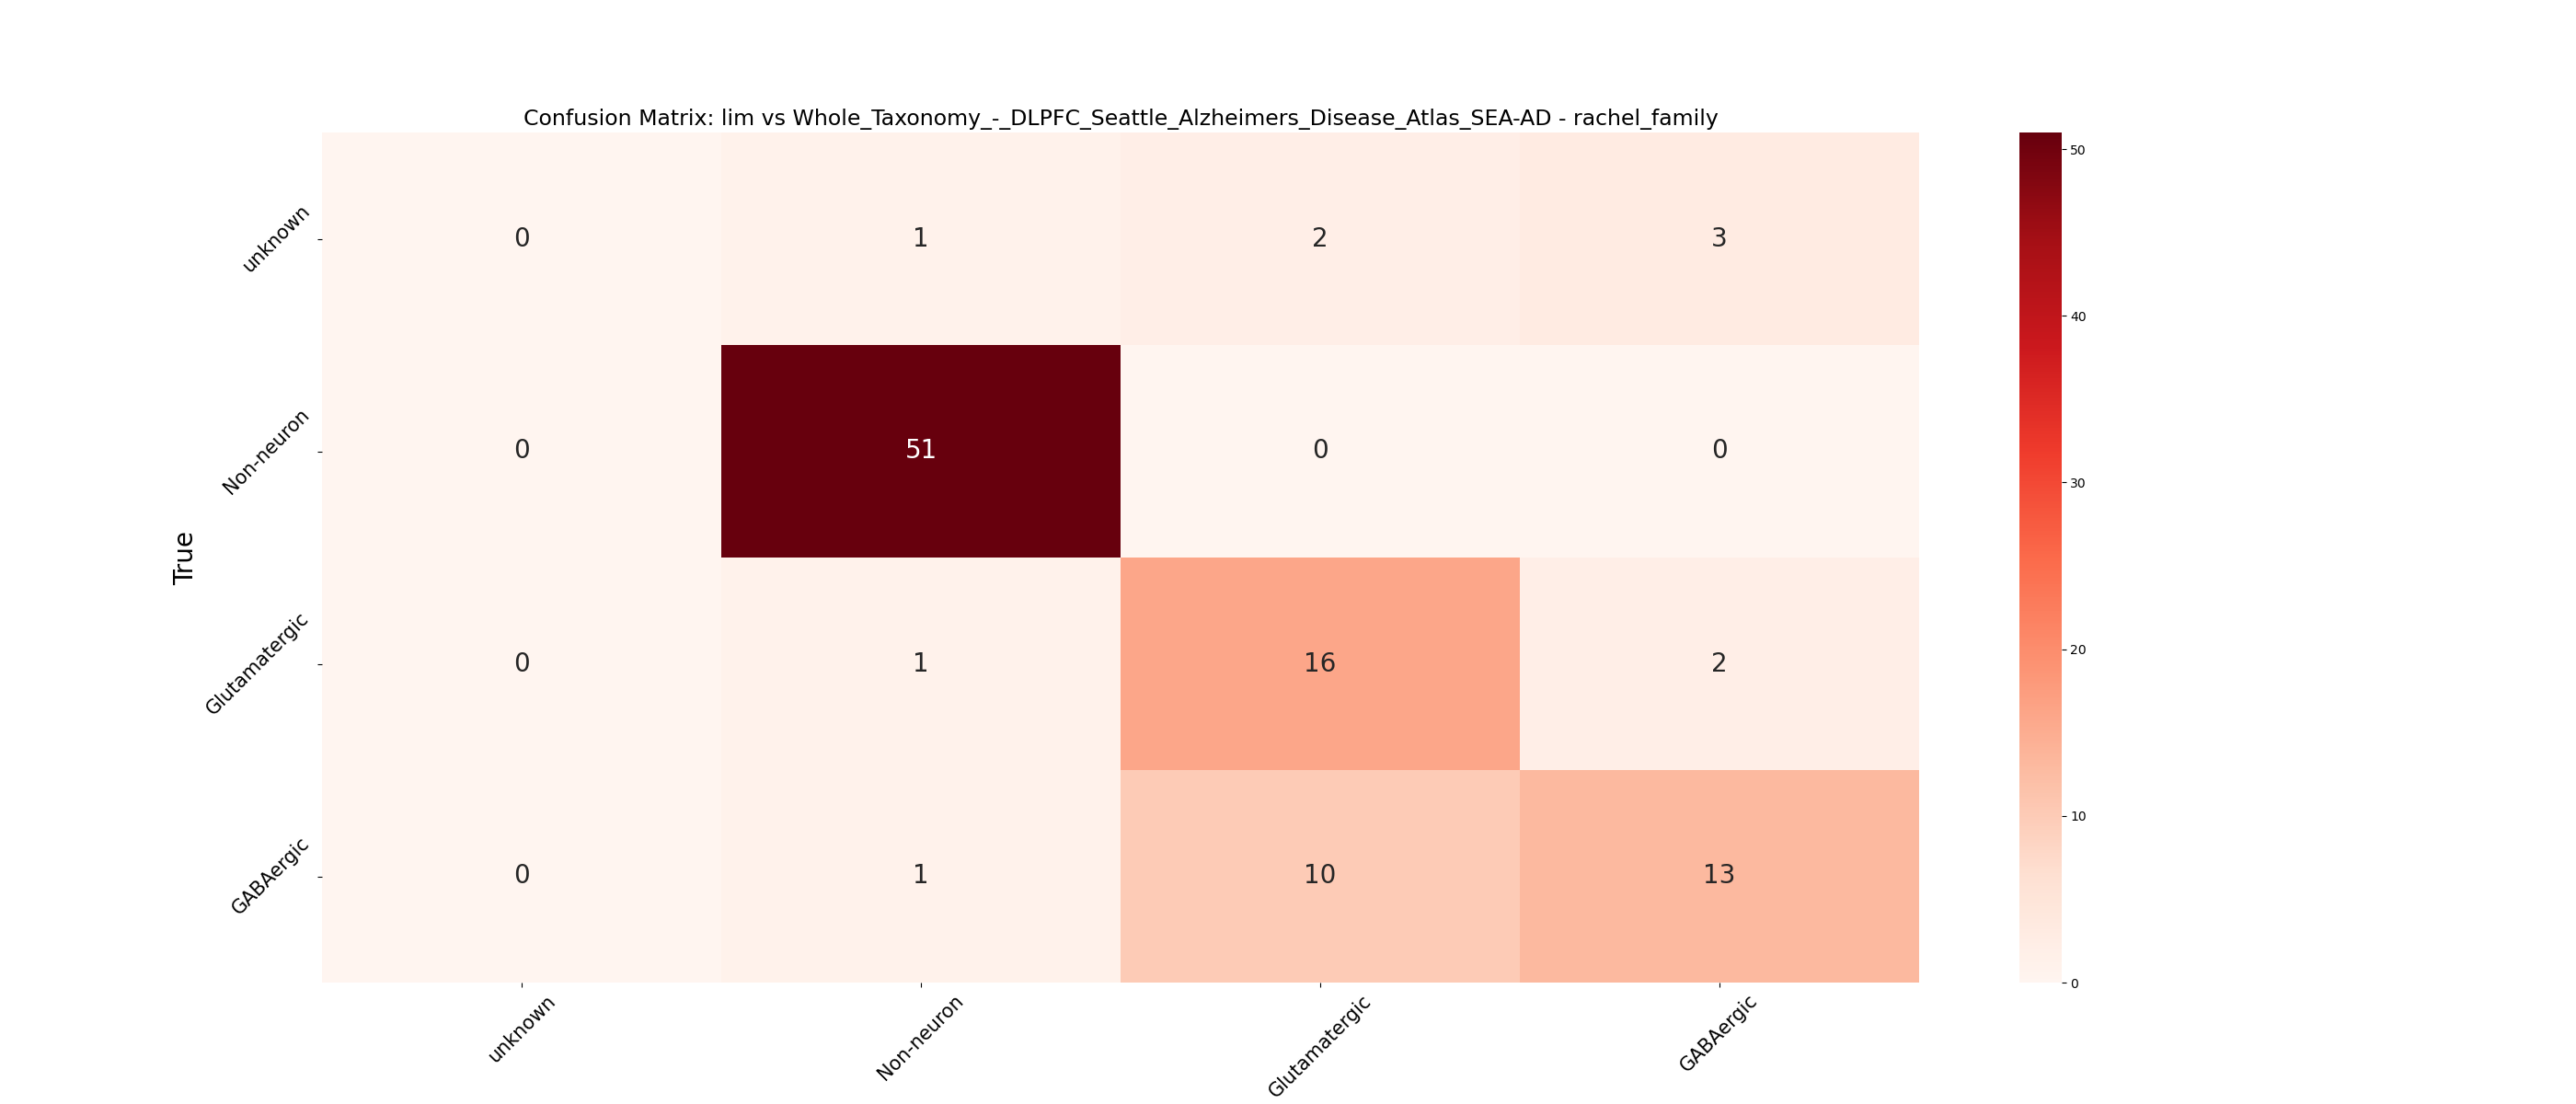 Confusion Matrix: lim vs Whole_Taxonomy_-_DLPFC_Seattle_Alzheimers_Disease_Atlas_SEA-AD - rachel_family
True
unknown 0 1 2 3
Non-neuron 0 51 0 0
Glutamatergic 0 1 16 2
GABAergic 0 1 10 13
unknown Non-neuron Glutamatergic GABAergic
50
40
30
20
10
0